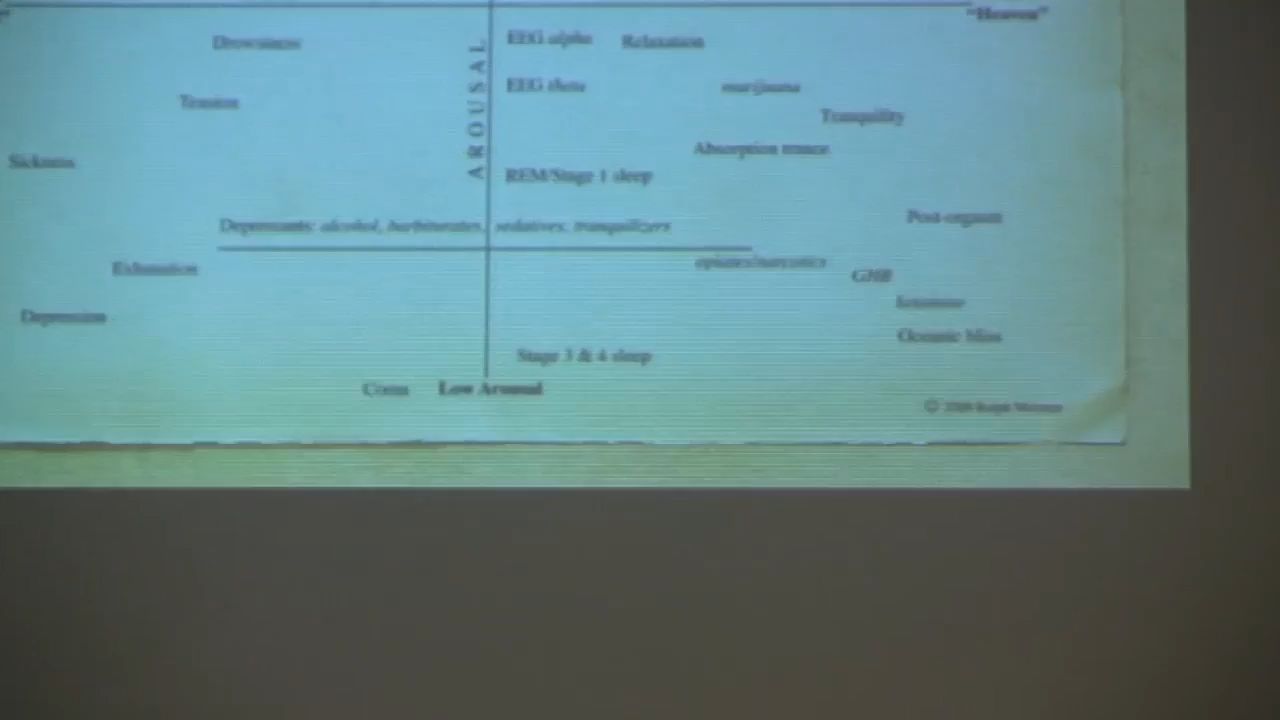 "Heaven"
Drowsiness
EEG alpha
Relaxation
AROUSAL
EEG theta
marijuana
Tension
Tranquility
Absorption trance
Sickness
REM/Stage 1 sleep
Post-orgasm
Depressants: alcohol, barbiturates, sedatives, tranquilizers
Exhaustion
opiates/narcotics
GHB
Depression
Oceanic bliss
Stage 3 & 4 sleep
Coma
Low Arousal
©